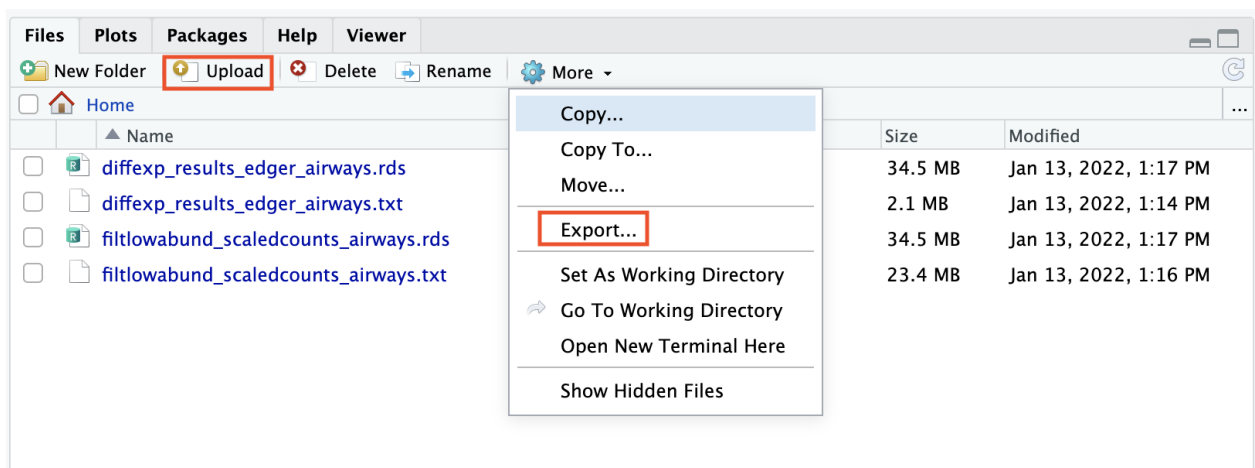 Files Plots Packages Help Viewer
New Folder Upload Delete Rename More
Home ...
Name Size Modified
diffexp_results_edger_airways.rds 34.5 MB Jan 13, 2022, 1:17 PM
diffexp_results_edger_airways.txt 2.1 MB Jan 13, 2022, 1:14 PM
filtlowabund_scaledcounts_airways.rds 34.5 MB Jan 13, 2022, 1:17 PM
filtlowabund_scaledcounts_airways.txt 23.4 MB Jan 13, 2022, 1:16 PM
Copy...
Copy To...
Move...
Export...
Set As Working Directory
Go To Working Directory
Open New Terminal Here
Show Hidden Files